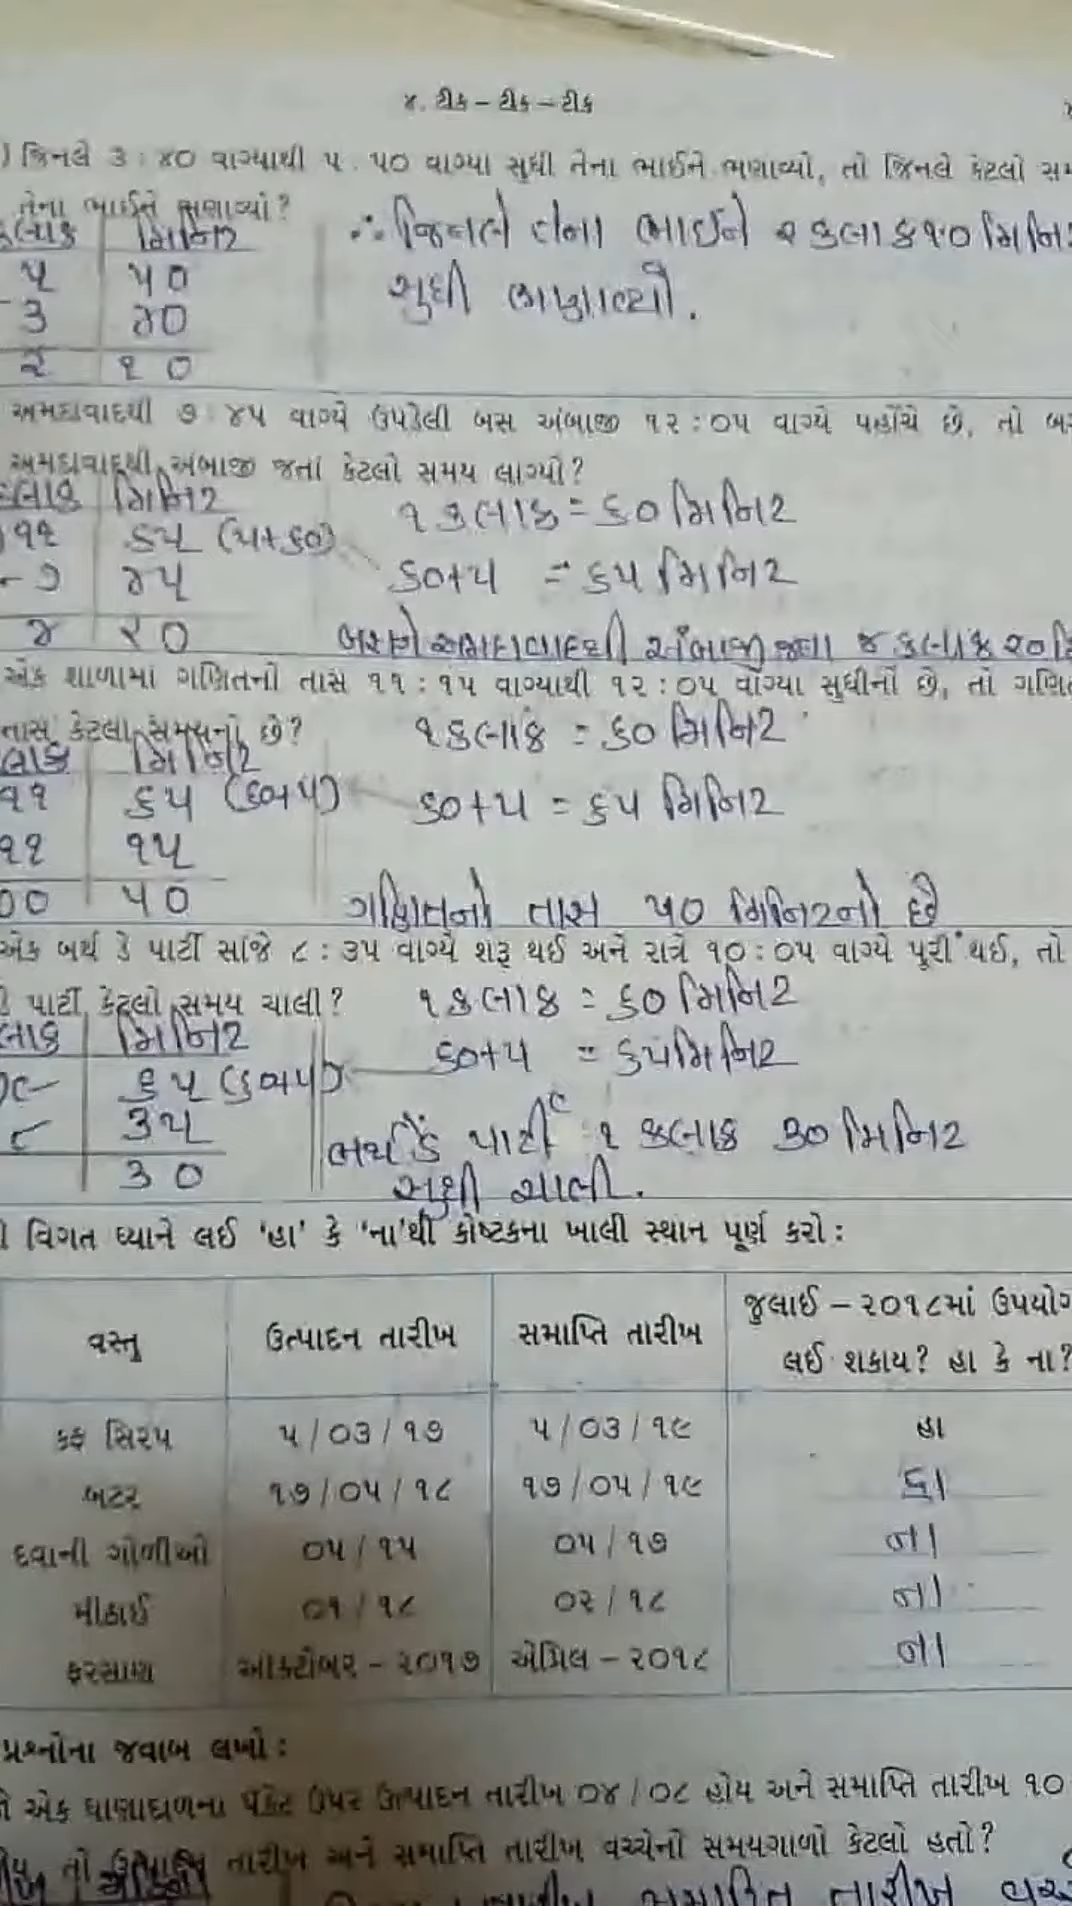 ૪. ટીક – ટીક – ટીક
) જિનલે ૩ : ૪૦ વાગ્યાથી ૫ : ૫૦ વાગ્યા સુધી તેના ભાઈને ભણાવ્યો, તો જિનલે કેટલો
તેના ભાઈને ભણાવ્યો?
કલાક મિનિટ
૫ ૫૦
- ૩ ૪૦
૨ ૧૦
∴ જિનલે તેના ભાઈને ૨ કલાક ૧૦ મિનિટ
સુધી ભણાવ્યો.
અમદાવાદથી ૭ : ૪૫ વાગ્યે ઉપડેલી બસ અંબાજી ૧૨ : ૦૫ વાગ્યે પહોંચે છે, તો
અમદાવાદથી અંબાજી જતાં કેટલો સમય લાગ્યો?
કલાક મિનિટ
૧૧ ૬૫ (૫+૬૦)
- ૭ ૪૫
૪ ૨૦
૧ કલાક = ૬૦ મિનિટ
૬૦+૫ = ૬૫ મિનિટ
બસને અમદાવાદથી અંબાજી જતા ૪ કલાક ૨૦
એક શાળામાં ગણિતનો તાસ ૧૧ : ૧૫ વાગ્યાથી ૧૨ : ૦૫ વાગ્યા સુધીનો છે, તો
તાસ કેટલા સમયનો છે?
લાક મિનિટ
૧૧ ૬૫ (૬૦+૫)
૧૧ ૧૫
૦૦ ૫૦
૧ કલાક = ૬૦ મિનિટ
૬૦+૫ = ૬૫ મિનિટ
ગણિતનો તાસ ૫૦ મિનિટનો છે
એક બર્થ ડે પાર્ટી સાંજે ૮ : ૩૫ વાગ્યે શરૂ થઈ અને રાત્રે ૧૦ : ૦૫ વાગ્યે પૂરી થઈ, તો
પાર્ટી કેટલો સમય ચાલી?
લાક મિનિટ
૯ ૬૫ (૬૦+૫)
૮ ૩૫
૩૦
૧ કલાક = ૬૦ મિનિટ
૬૦+૫ = ૬૫ મિનિટ
બર્થ ડે પાર્ટી ૧ કલાક ૩૦ મિનિટ
સુધી ચાલી.
વિગત ધ્યાને લઈ ‘હા’ કે ‘ના’થી કોષ્ટકના ખાલી સ્થાન પૂર્ણ કરો :
વસ્તુ ઉત્પાદન તારીખ સમાપ્તિ તારીખ જુલાઈ – ૨૦૧૮માં ઉપયોગ
લઈ શકાય? હા કે ના?
કફ સિરપ ૫ / ૦૩ / ૧૭ ૫ / ૦૩ / ૧૯ હા
બટર ૧૭ / ૦૫ / ૧૮ ૧૭ / ૦૫ / ૧૯ હા
દવાની ગોળીઓ ૦૫ / ૧૫ ૦૫ / ૧૭ ના
મીઠાઈ ૦૧ / ૧૮ ૦૨ / ૧૮ ના
ફરસાણ ઑક્ટોબર – ૨૦૧૭ એપ્રિલ – ૨૦૧૮ ના
પ્રશ્નોના જવાબ લખો :
એક ધાણાદાળના પૅકેટ ઉપર ઉત્પાદન તારીખ ૦૪ / ૦૮ હોય અને સમાપ્તિ તારીખ ૧૦
તો ઉત્પાદન તારીખ અને સમાપ્તિ તારીખ વચ્ચેનો સમયગાળો કેટલો હતો?
તારીખ